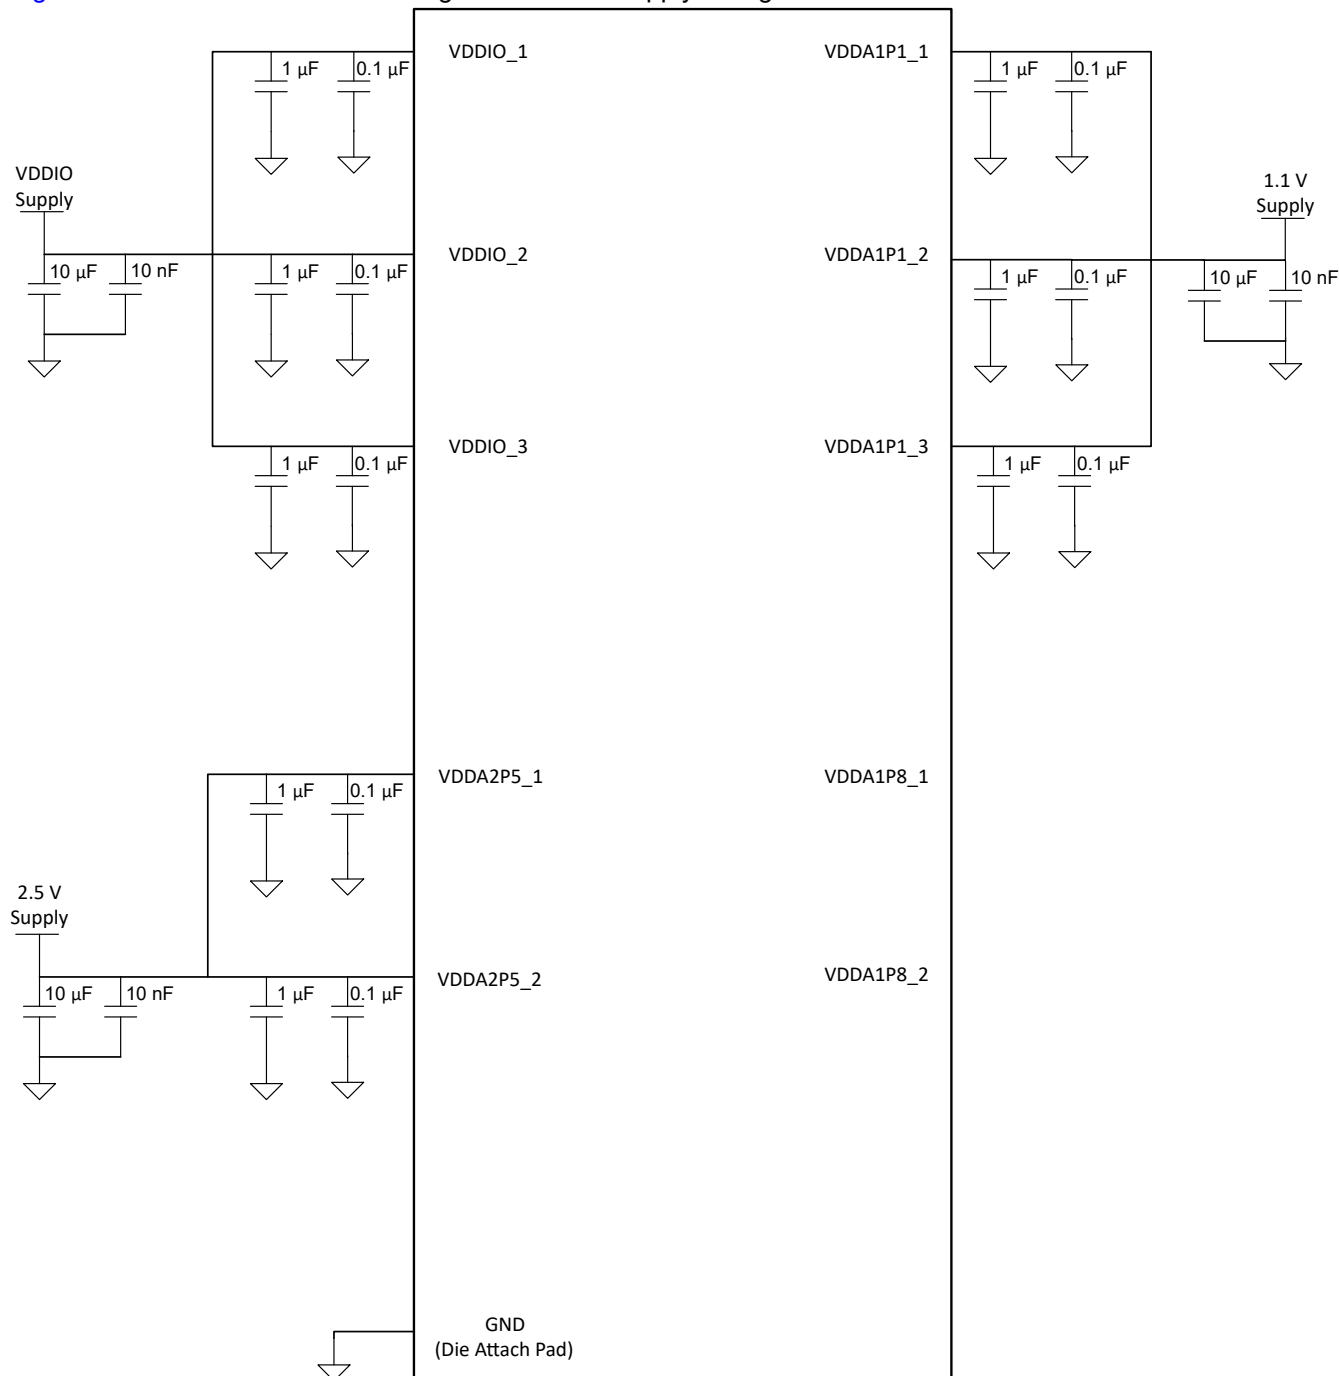 VDDIO_1
VDDA1P1_1
1 µF
0.1 µF
1 µF
0.1 µF
VDDIO
Supply
1.1 V
Supply
VDDIO_2
VDDA1P1_2
10 µF
10 nF
1 µF
0.1 µF
1 µF
0.1 µF
10 µF
10 nF
VDDIO_3
VDDA1P1_3
1 µF
0.1 µF
1 µF
0.1 µF
VDDA2P5_1
VDDA1P8_1
1 µF
0.1 µF
2.5 V
Supply
VDDA2P5_2
VDDA1P8_2
10 µF
10 nF
1 µF
0.1 µF
GND
(Die Attach Pad)